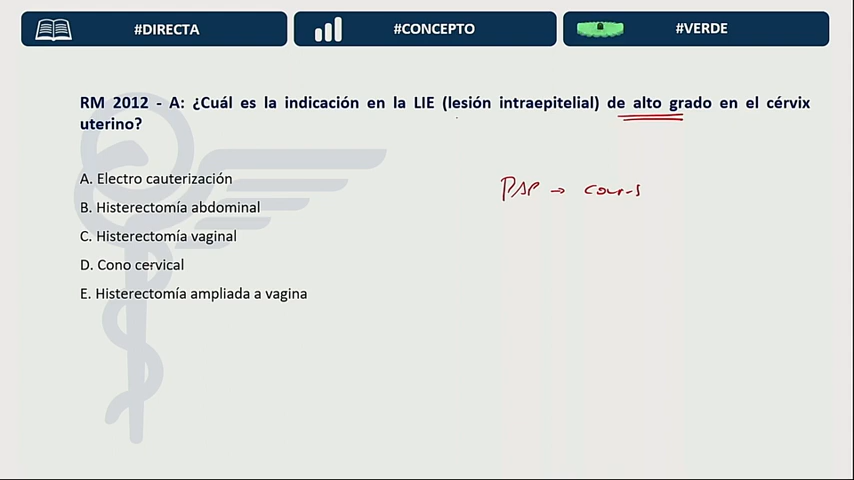 #DIRECTA
#CONCEPTO
#VERDE
RM 2012 - A: ¿Cuál es la indicación en la LIE (lesión intraepitelial) de alto grado en el cérvix
uterino?
A. Electro cauterización
B. Histerectomía abdominal
C. Histerectomía vaginal
D. Cono cervical
E. Histerectomía ampliada a vagina
PAP →